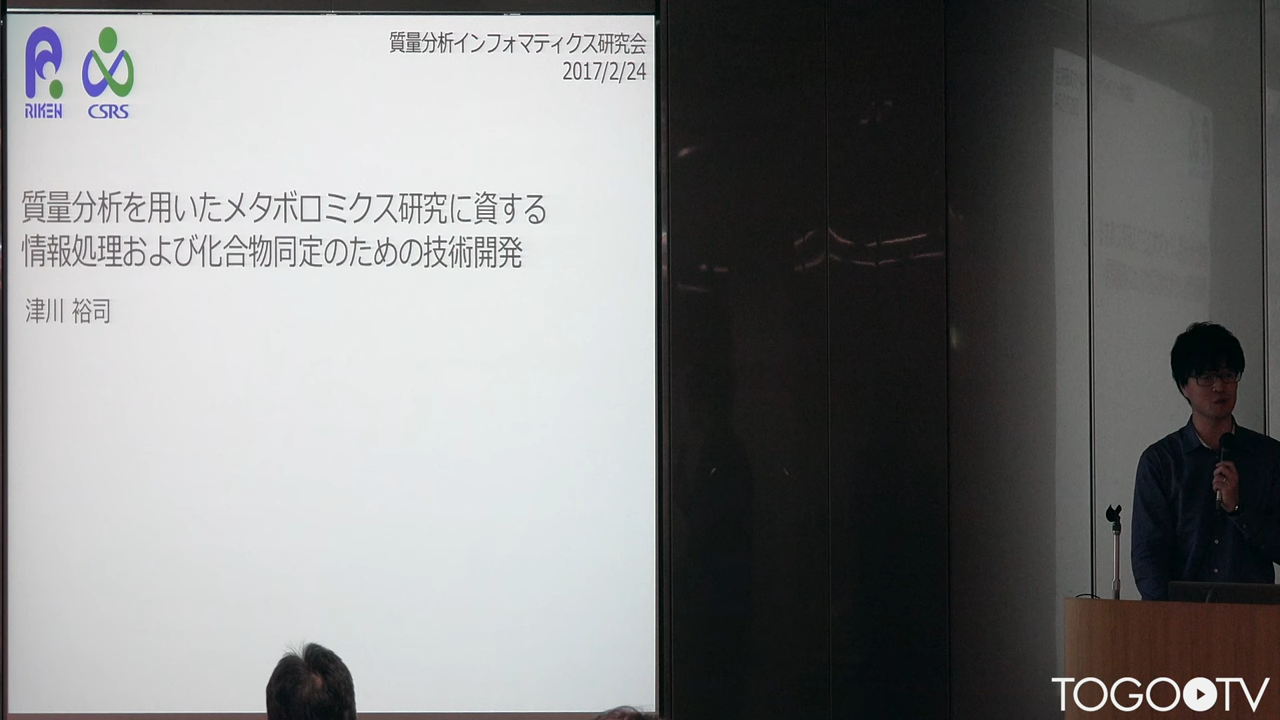 RIKEN
CSRS
質量分析インフォマティクス研究会
2017/2/24
質量分析を用いたメタボロミクス研究に資する
情報処理および化合物同定のための技術開発
津川 裕司
TOGO TV